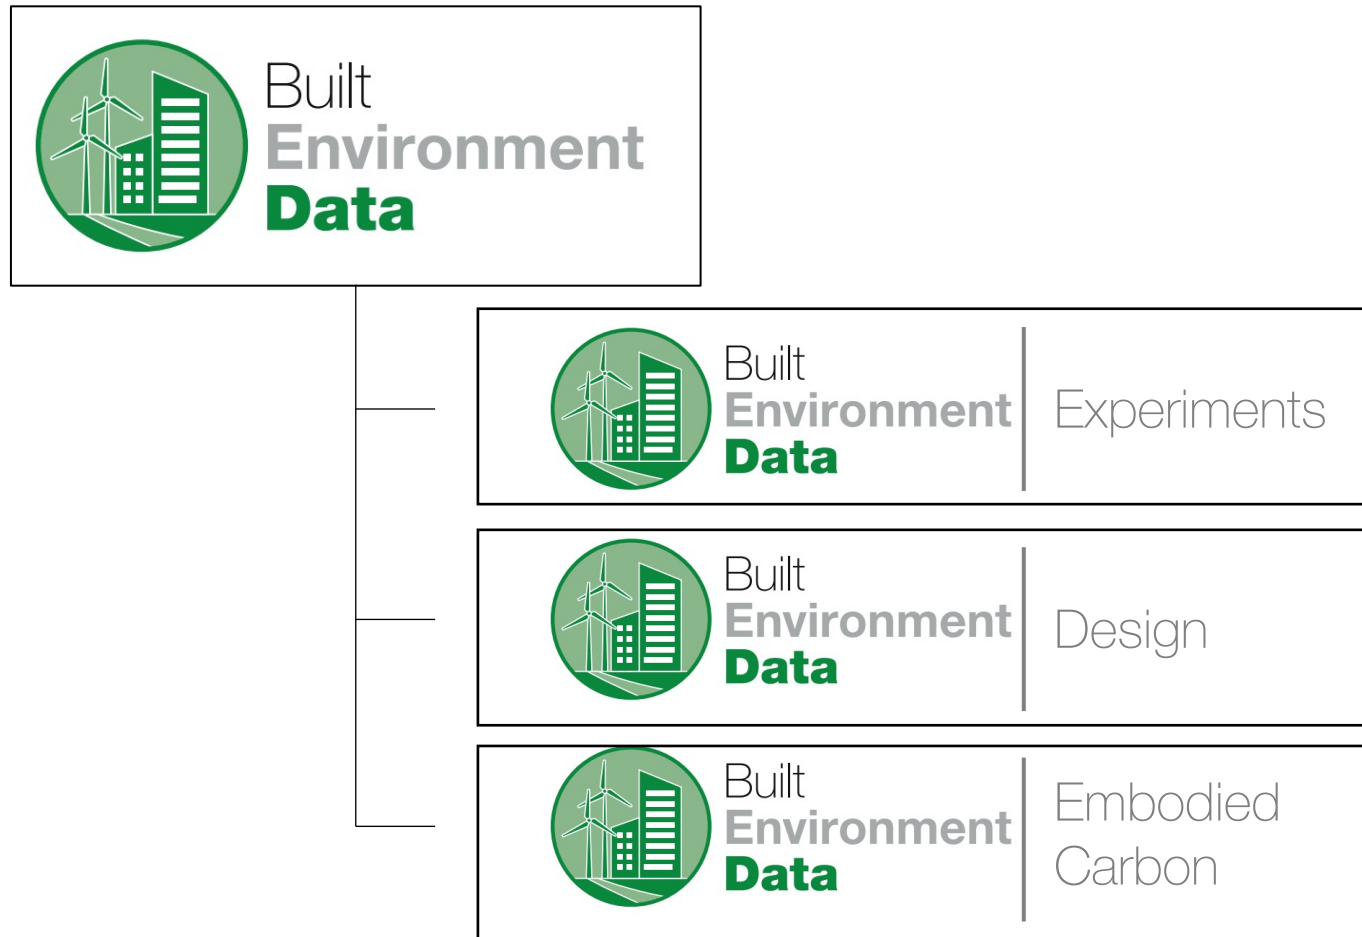 Built
Environment
Data
Built
Environment
Data
Experiments
Built
Environment
Data
Design
Built
Environment
Data
Embodied
Carbon